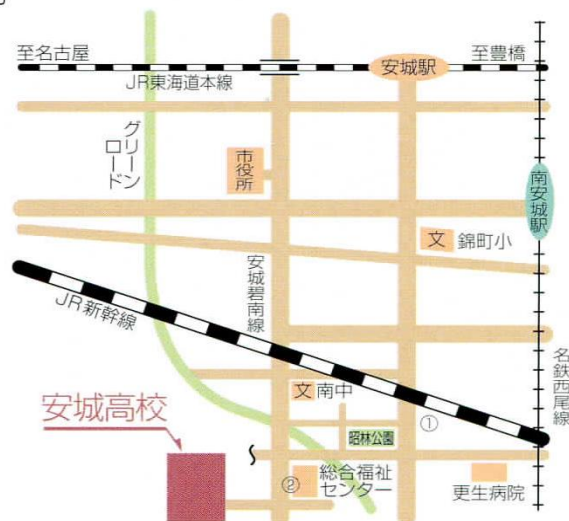 至名古屋
安城駅
至豊橋
JR東海道本線
グリーンロード
市役所
南安城駅
文
錦町小
安城碧南線
JR新幹線
名鉄西尾線
文
南中
安城高校
①
昭林公園
②
総合福祉
センター
更生病院